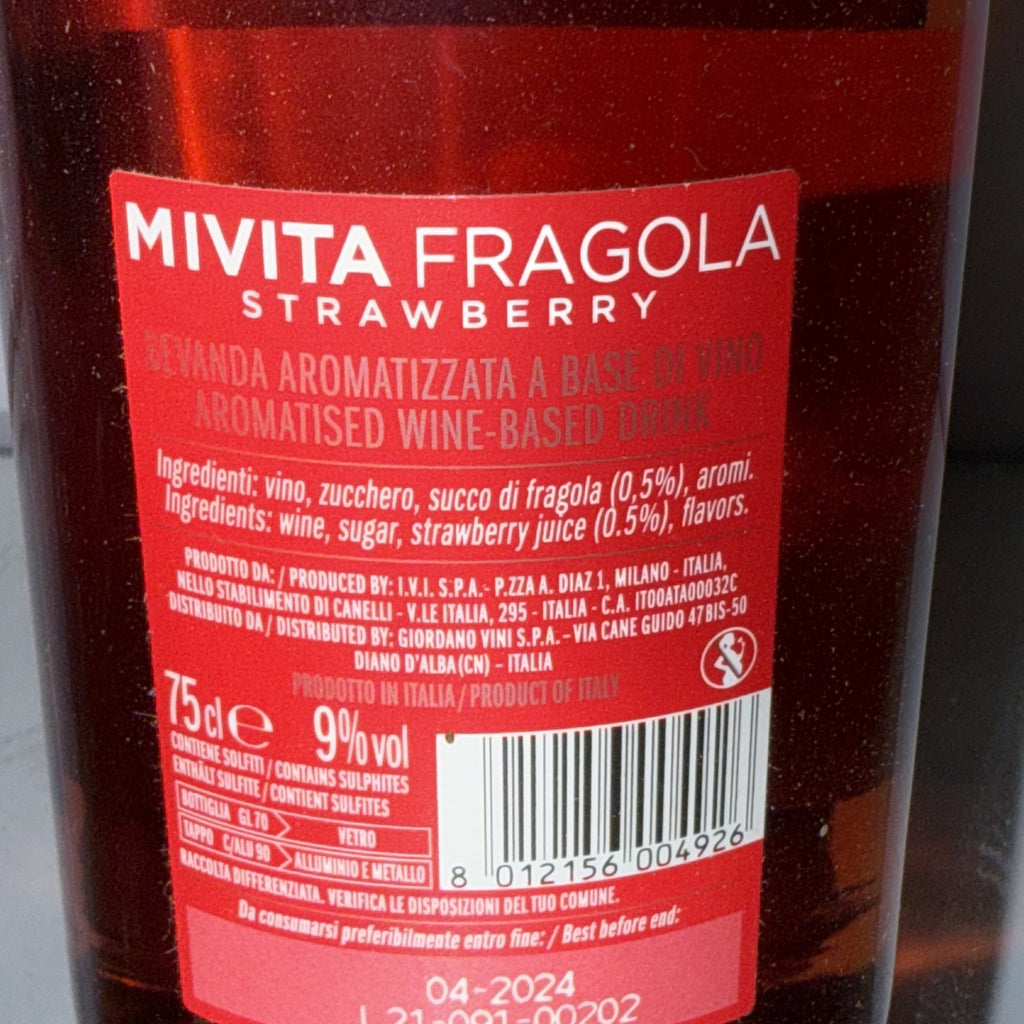 MIVITA FRAGOLA
STRAWBERRY
BEVANDA AROMATIZZATA A BASE DI VINO
AROMATISED WINE-BASED DRINK
Ingredienti: vino, zucchero, succo di fragola (0,5%), aromi.
Ingredients: wine, sugar, strawberry juice (0.5%), flavors.
PRODOTTO DA: / PRODUCED BY: I.V.I. S.P.A.- P.ZZA A. DIAZ 1, MILANO - ITALIA,
NELLO STABILIMENTO DI CANELLI - V.LE ITALIA, 295 - ITALIA - C.A. IT00ATA00032C
DISTRIBUITO DA / DISTRIBUTED BY: GIORDANO VINI S.P.A. - VIA CANE GUIDO 47BIS-50
DIANO D'ALBA (CN) - ITALIA
PRODOTTO IN ITALIA / PRODUCT OF ITALY
75cl e 9% vol
CONTIENE SOLFITI / CONTAINS SULPHITES
ENTHÄLT SULFITE / CONTIENT SULFITES
BOTTIGLIA GL 70 VETRO
TAPPO C/ALU 90 ALLUMINIO E METALLO
RACCOLTA DIFFERENZIATA. VERIFICA LE DISPOSIZIONI DEL TUO COMUNE.
8 012156 004926
Da consumarsi preferibilmente entro fine: / Best before end:
04-2024
L21-091-00202